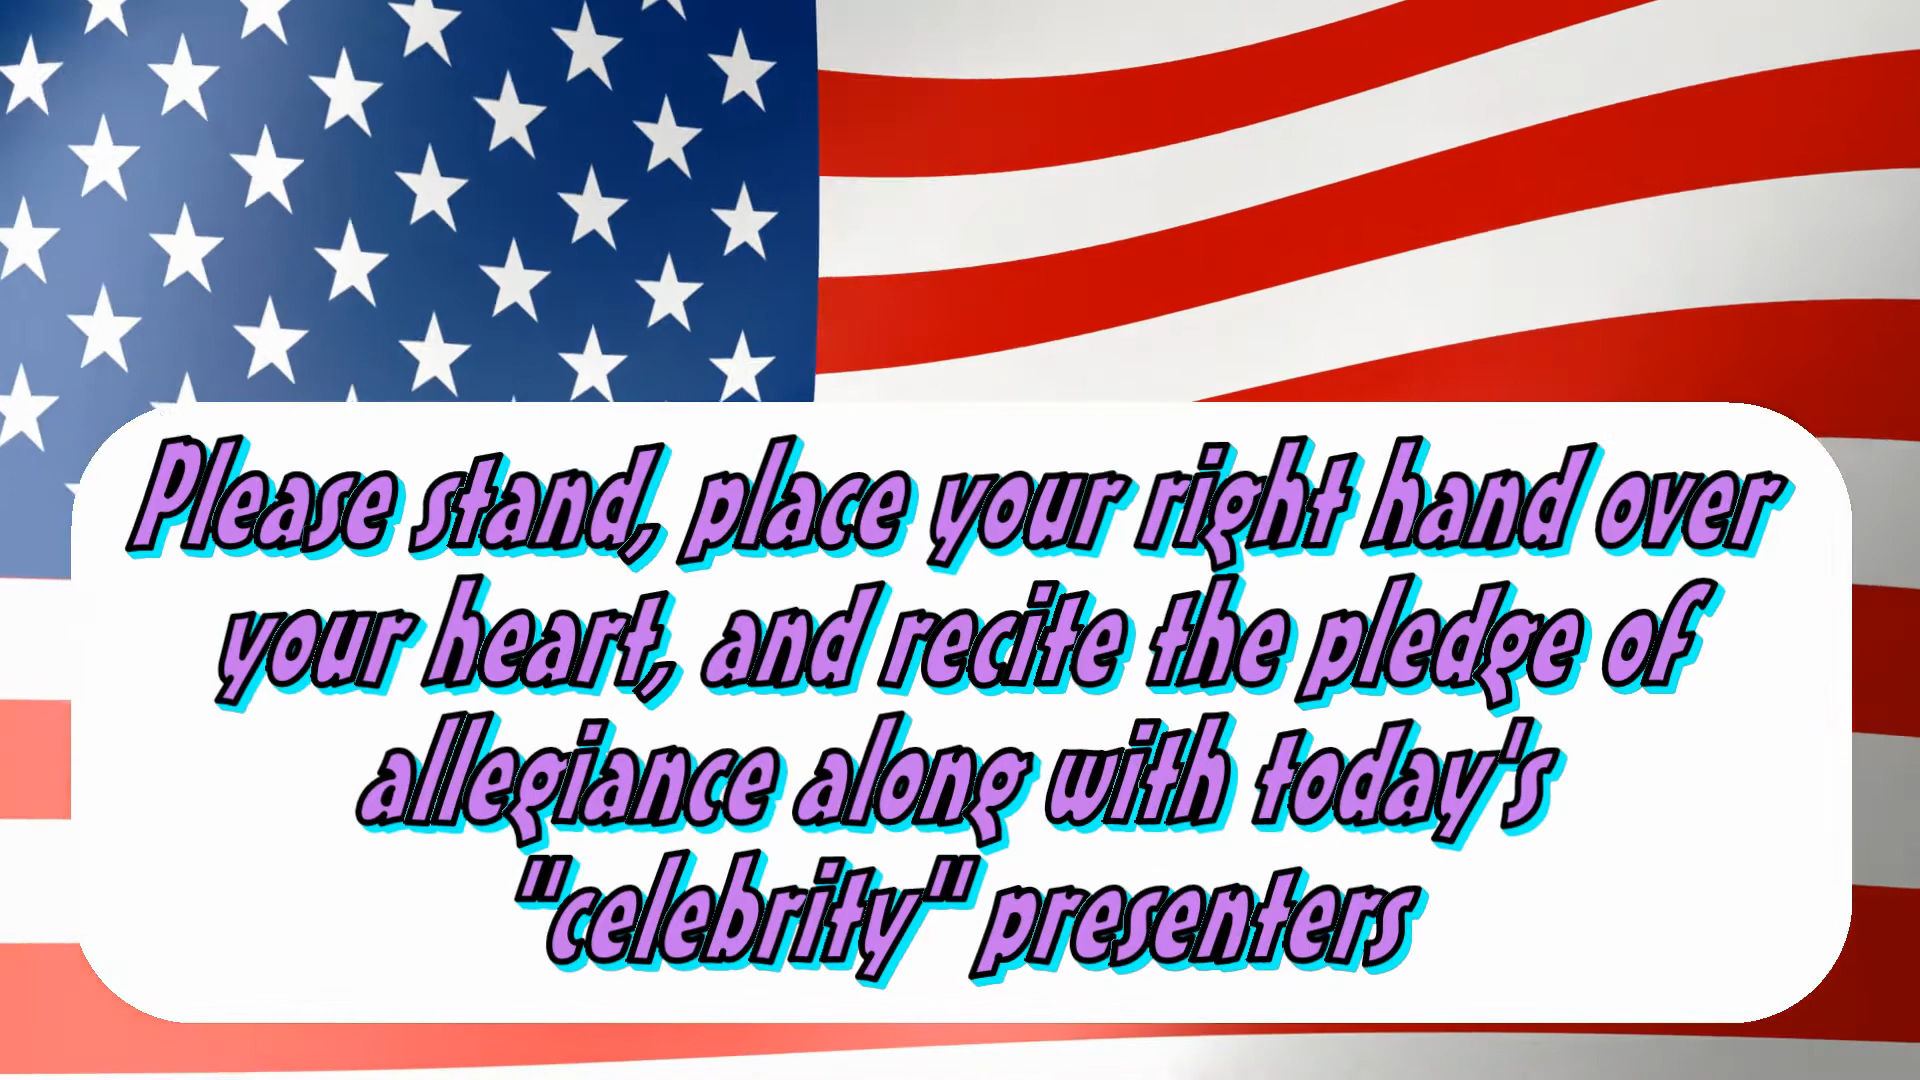 Please stand, place your right hand over
your heart, and recite the pledge of
allegiance along with today's
"celebrity" presenters